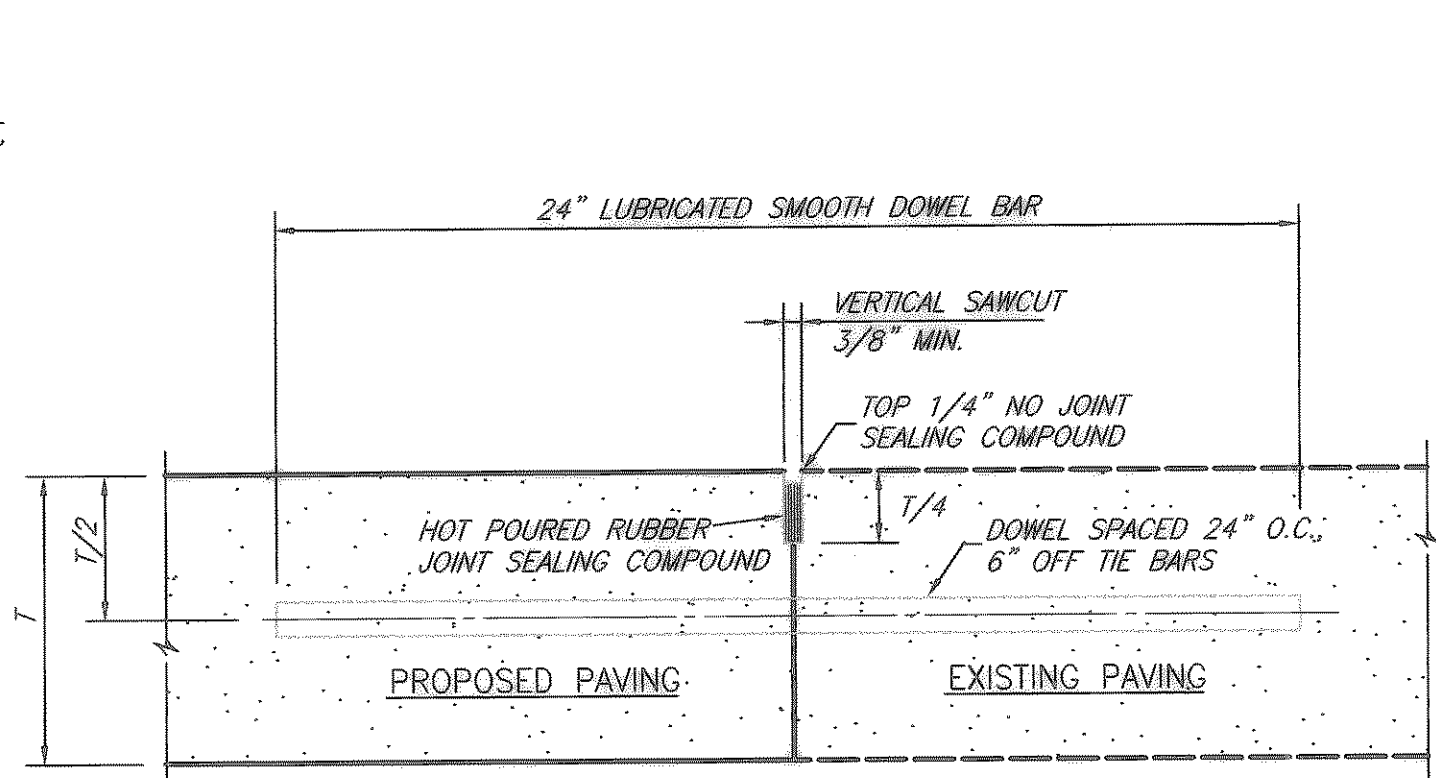 24" LUBRICATED SMOOTH DOWEL BAR
VERTICAL SAWCUT
3/8" MIN.
TOP 1/4" NO JOINT
SEALING COMPOUND
T/2
T
T/4
HOT POURED RUBBER
JOINT SEALING COMPOUND
DOWEL SPACED 24" O.C.,
6" OFF TIE BARS
PROPOSED PAVING
EXISTING PAVING